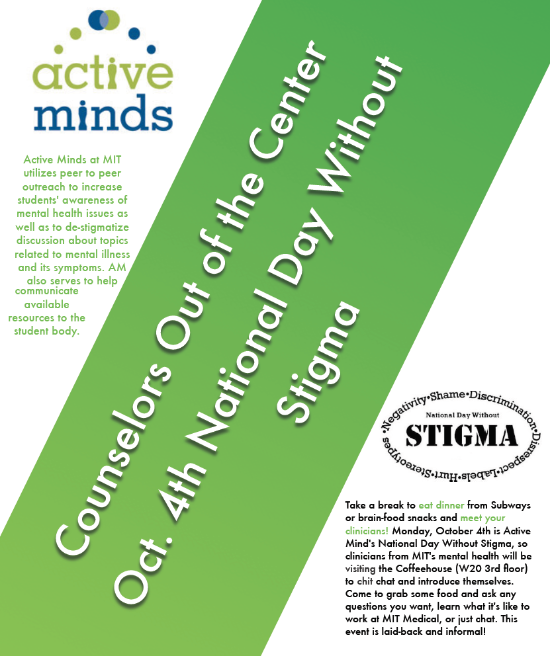 active
minds
Active Minds at MIT
utilizes peer to peer
outreach to increase
students' awareness of
mental health issues as
well as to de-stigmatize
discussion about topics
related to mental illness
and its symptoms. AM
also serves to help
communicate
available
resources to the
student body.
Counselors Out of the Center
Oct. 4th National Day Without
Stigma
•Negativity•Shame•Discrimination
•Disrespect•Labels•Hurt•Stereotypes
National Day Without
STIGMA
Take a break to eat dinner from Subways
or brain-food snacks and meet your
clinicians! Monday, October 4th is Active
Mind's National Day Without Stigma, so
clinicians from MIT's mental health will be
visiting the Coffeehouse (W20 3rd floor)
to chit chat and introduce themselves.
Come to grab some food and ask any
questions you want, learn what it's like to
work at MIT Medical, or just chat. This
event is laid-back and informal!